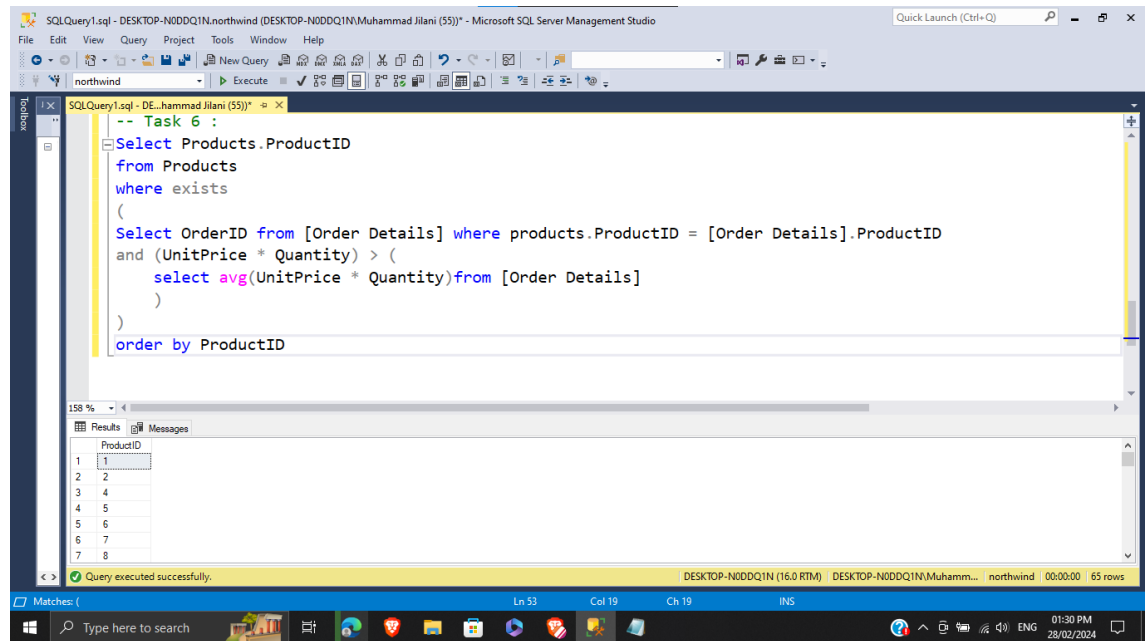 SQLQuery1.sql - DESKTOP-N0DDQ1N.northwind (DESKTOP-N0DDQ1N\Muhammad Jilani (55))* - Microsoft SQL Server Management Studio
Quick Launch (Ctrl+Q)
File Edit View Query Project Tools Window Help
New Query
northwind
Execute
Toolbox
SQLQuery1.sql - DE...hammad Jilani (55))*
-- Task 6 :
Select Products.ProductID
from Products
where exists
(
Select OrderID from [Order Details] where products.ProductID = [Order Details].ProductID
and (UnitPrice * Quantity) > (
select avg(UnitPrice * Quantity)from [Order Details]
)
)
order by ProductID
158 %
Results Messages
ProductID
1 1
2 2
3 4
4 5
5 6
6 7
7 8
Query executed successfully.
DESKTOP-N0DDQ1N (16.0 RTM) DESKTOP-N0DDQ1N\Muhamm... northwind 00:00:00 65 rows
Matches: ( Ln 53 Col 19 Ch 19 INS
Type here to search
ENG
01:30 PM
28/02/2024